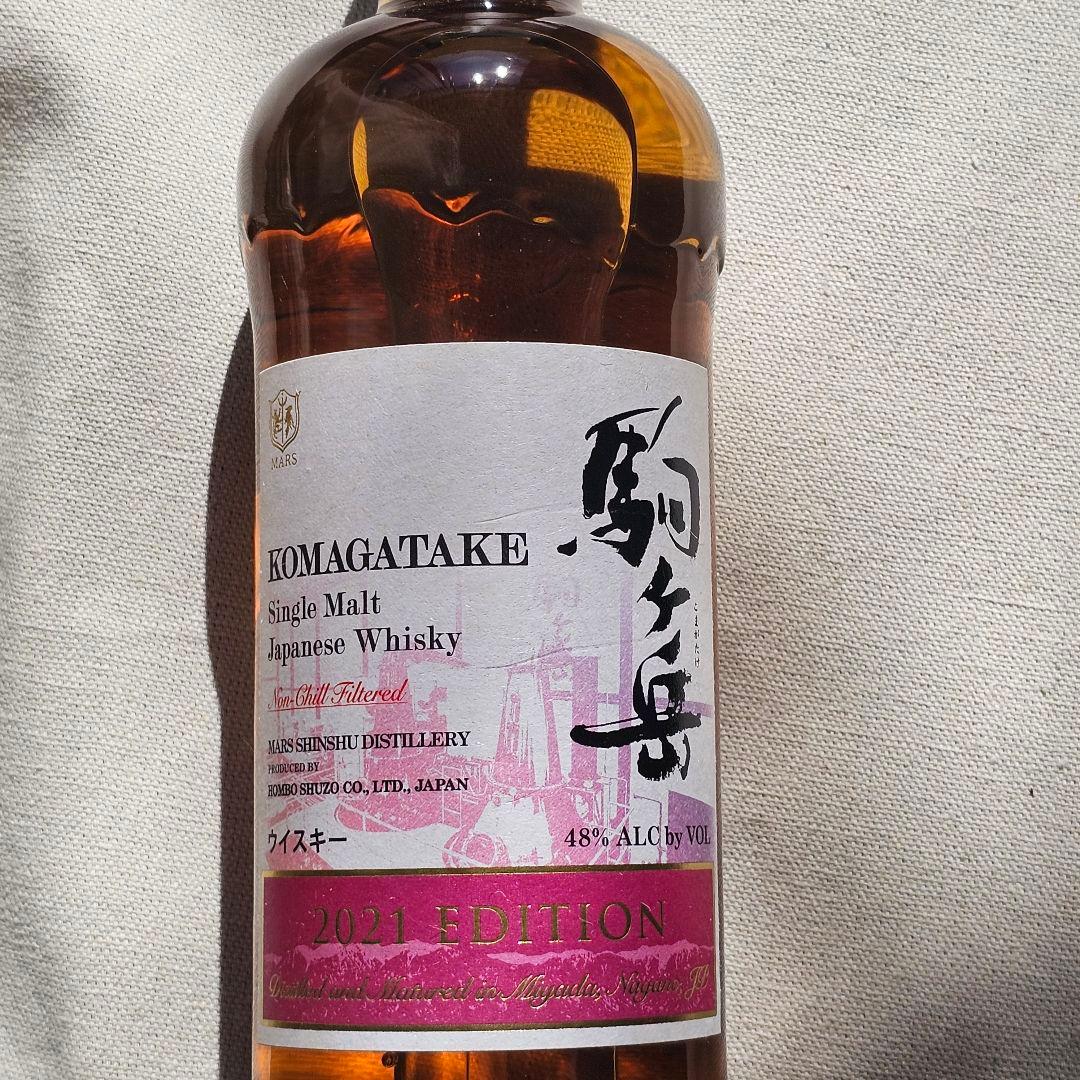 MARS
駒ヶ岳
こまがたけ
KOMAGATAKE
Single Malt
Japanese Whisky
Non-Chill Filtered
MARS SHINSHU DISTILLERY
PRODUCED BY
HOMBO SHUZO CO., LTD., JAPAN
ウイスキー
48% ALC by VOL
2021 EDITION
Distilled and Matured in Miyada, Nagano, JP